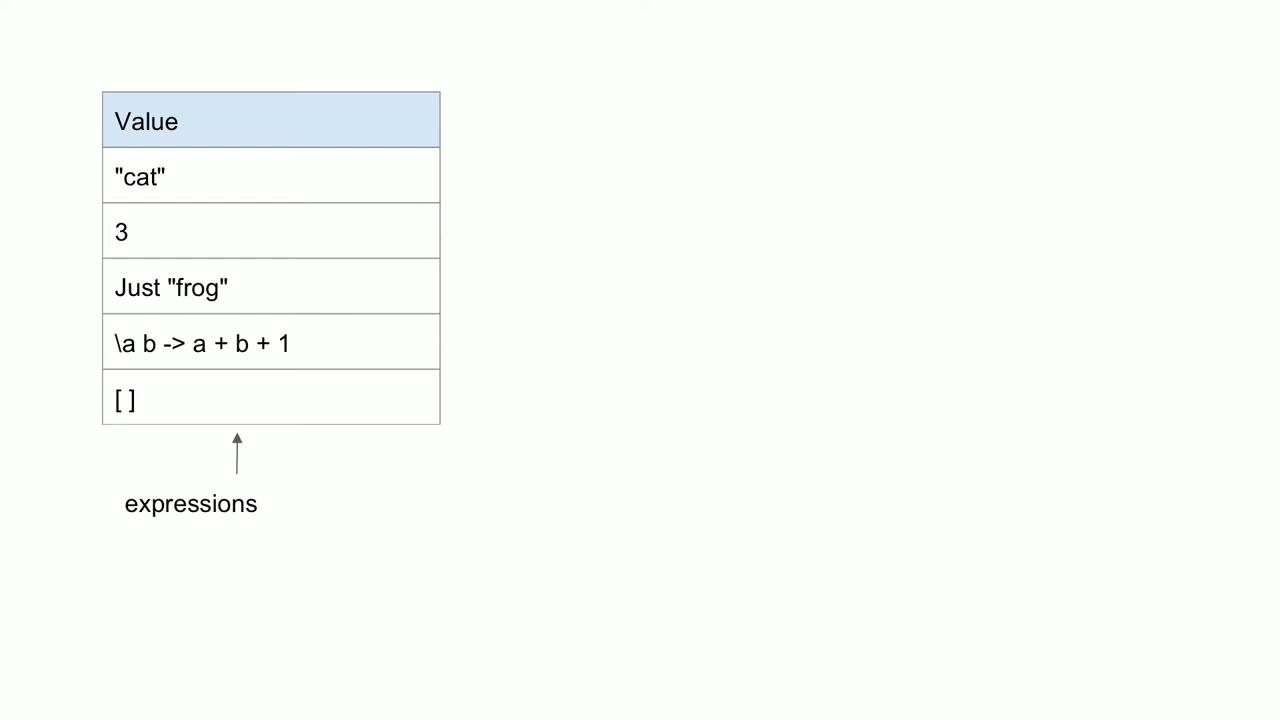 Value
"cat"
3
Just "frog"
\a b -> a + b + 1
[ ]
expressions